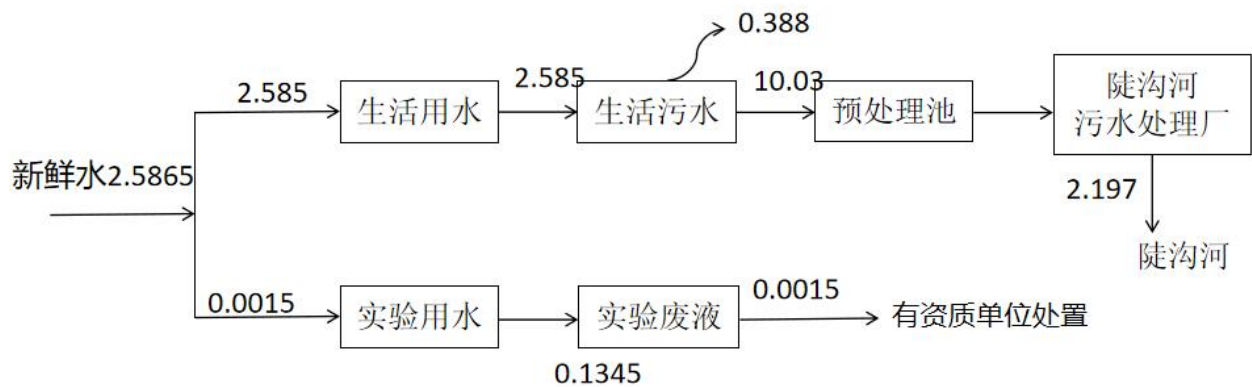 0.388
2.585
2.585
10.03
生活用水
生活污水
预处理池
陡沟河
污水处理厂
新鲜水2.5865
2.197
陡沟河
0.0015
0.0015
实验用水
实验废液
有资质单位处置
0.1345